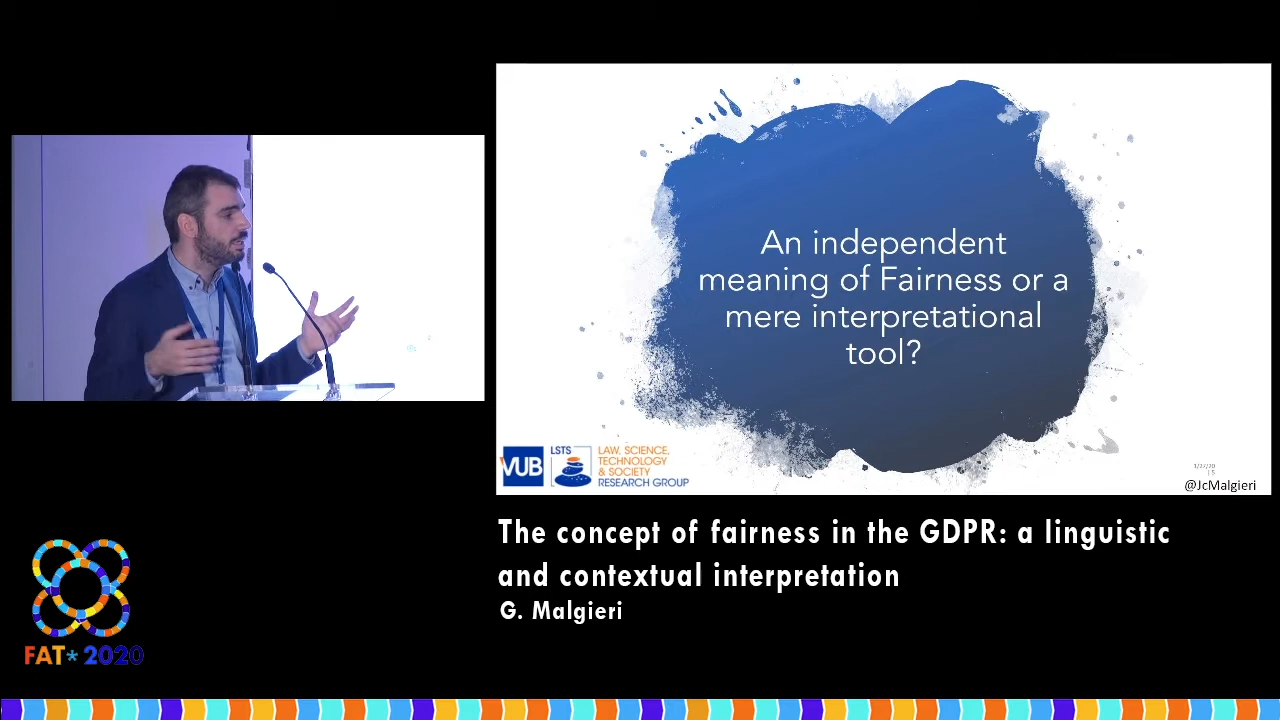 An independent
meaning of Fairness or a
mere interpretational
tool?
VUB
LSTS
LAW, SCIENCE,
TECHNOLOGY
& SOCIETY
RESEARCH GROUP
@JcMalgieri
The concept of fairness in the GDPR: a linguistic
and contextual interpretation
G. Malgieri
FAT* 2020